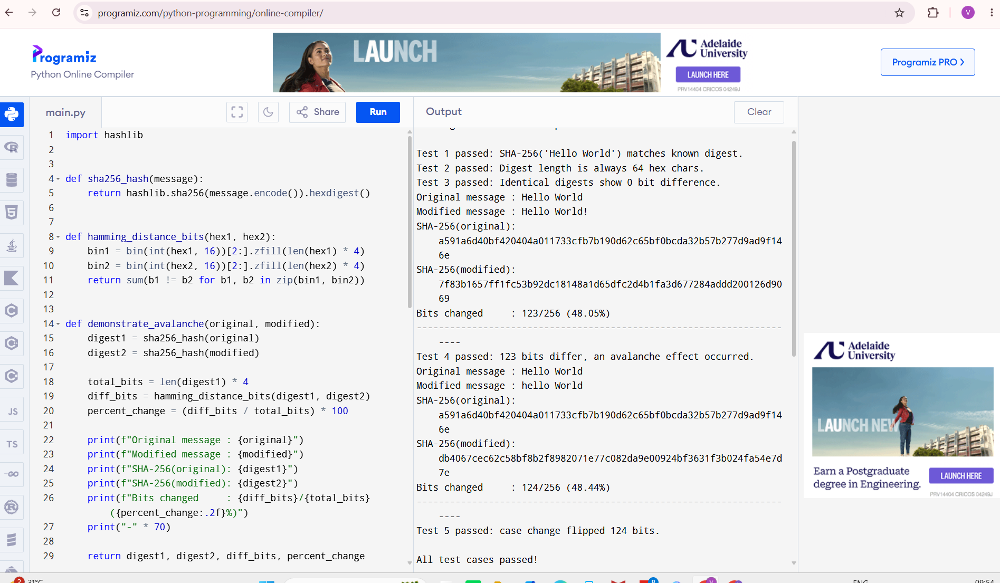 programiz.com/python-programming/online-compiler/
V
Programiz
Python Online Compiler
LAUNCH
Adelaide
University
LAUNCH HERE
PRV14404 CRICOS 04249J
Programiz PRO
main.py
Share
Run
Output
Clear
1 import hashlib
2
3
4 def sha256_hash(message):
5     return hashlib.sha256(message.encode()).hexdigest()
6
7
8 def hamming_distance_bits(hex1, hex2):
9     bin1 = bin(int(hex1, 16))[2:].zfill(len(hex1) * 4)
10     bin2 = bin(int(hex2, 16))[2:].zfill(len(hex2) * 4)
11     return sum(b1 != b2 for b1, b2 in zip(bin1, bin2))
12
13
14 def demonstrate_avalanche(original, modified):
15     digest1 = sha256_hash(original)
16     digest2 = sha256_hash(modified)
17
18     total_bits = len(digest1) * 4
19     diff_bits = hamming_distance_bits(digest1, digest2)
20     percent_change = (diff_bits / total_bits) * 100
21
22     print(f"Original message : {original}")
23     print(f"Modified message : {modified}")
24     print(f"SHA-256(original): {digest1}")
25     print(f"SHA-256(modified): {digest2}")
26     print(f"Bits changed     : {diff_bits}/{total_bits}
({percent_change:.2f}%)")
27     print("-" * 70)
28
29     return digest1, digest2, diff_bits, percent_change
Test 1 passed: SHA-256('Hello World') matches known digest.
Test 2 passed: Digest length is always 64 hex chars.
Test 3 passed: Identical digests show 0 bit difference.
Original message : Hello World
Modified message : Hello World!
SHA-256(original):
a591a6d40bf420404a011733cfb7b190d62c65bf0bcda32b57b277d9ad9f14
6e
SHA-256(modified):
7f83b1657ff1fc53b92dc18148a1d65dfc2d4b1fa3d677284addd200126d90
69
Bits changed     : 123/256 (48.05%)
------------------------------------------------------------------
----
Test 4 passed: 123 bits differ, an avalanche effect occurred.
Original message : Hello World
Modified message : hello World
SHA-256(original):
a591a6d40bf420404a011733cfb7b190d62c65bf0bcda32b57b277d9ad9f14
6e
SHA-256(modified):
db4067cec62c58bf8b2f8982071e77c082da9e00924bf3631f3b024fa54e7d
7e
Bits changed     : 124/256 (48.44%)
------------------------------------------------------------------
----
Test 5 passed: case change flipped 124 bits.
All test cases passed!
JS
TS
GO
Adelaide
University
LAUNCH NEW
Earn a Postgraduate
degree in Engineering.
LAUNCH HERE
PRV14404 CRICOS 04249J
2
31°C
8
V
ENG
09:54